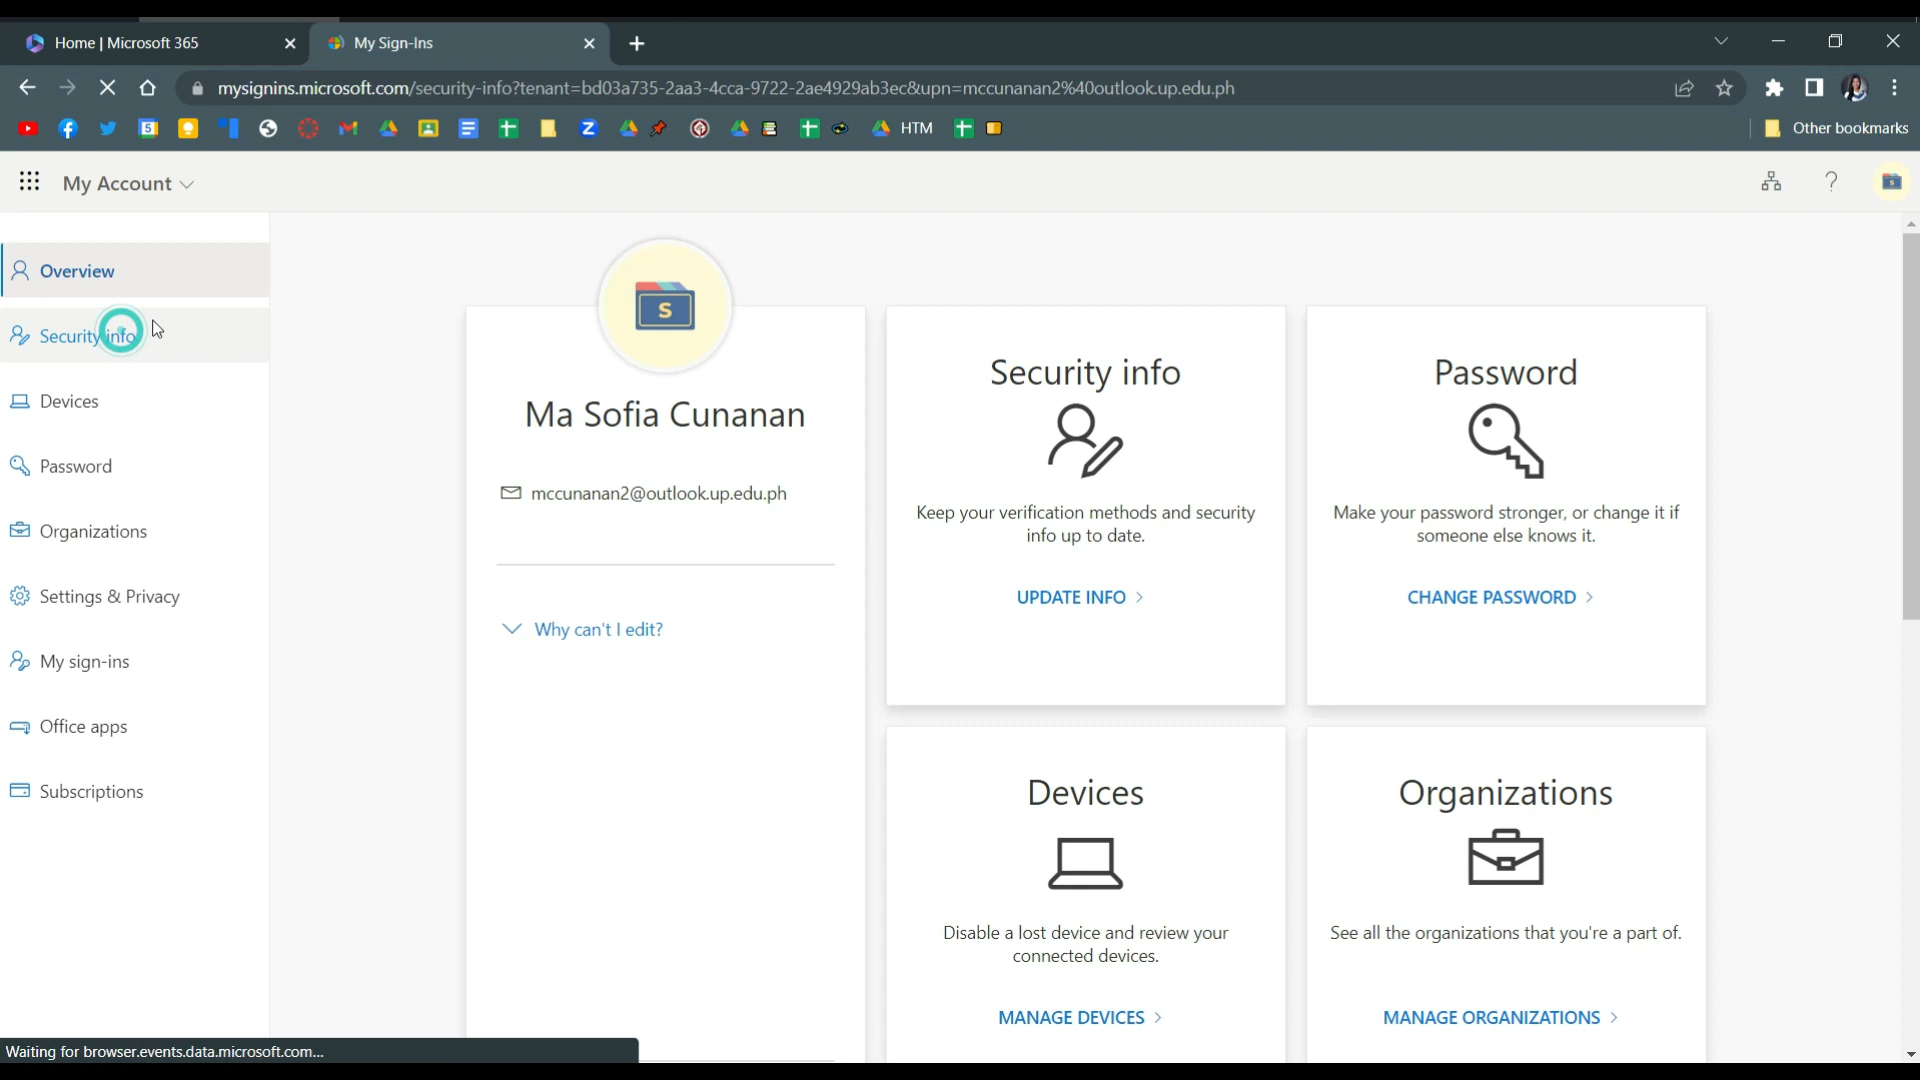 Home | Microsoft 365
My Sign-Ins
mysignins.microsoft.com/security-info?tenant=bd03a735-2aa3-4cca-9722-2ae4929ab3ec&upn=mccunanan2%40outlook.up.edu.ph
HTM
Other bookmarks
My Account
Overview
Security info
Devices
Password
Organizations
Settings & Privacy
My sign-ins
Office apps
Subscriptions
S
Ma Sofia Cunanan
mccunanan2@outlook.up.edu.ph
Why can't I edit?
Security info
Keep your verification methods and security
info up to date.
UPDATE INFO
Password
Make your password stronger, or change it if
someone else knows it.
CHANGE PASSWORD
Devices
Disable a lost device and review your
connected devices.
MANAGE DEVICES
Organizations
See all the organizations that you're a part of.
MANAGE ORGANIZATIONS
Waiting for browser.events.data.microsoft.com...